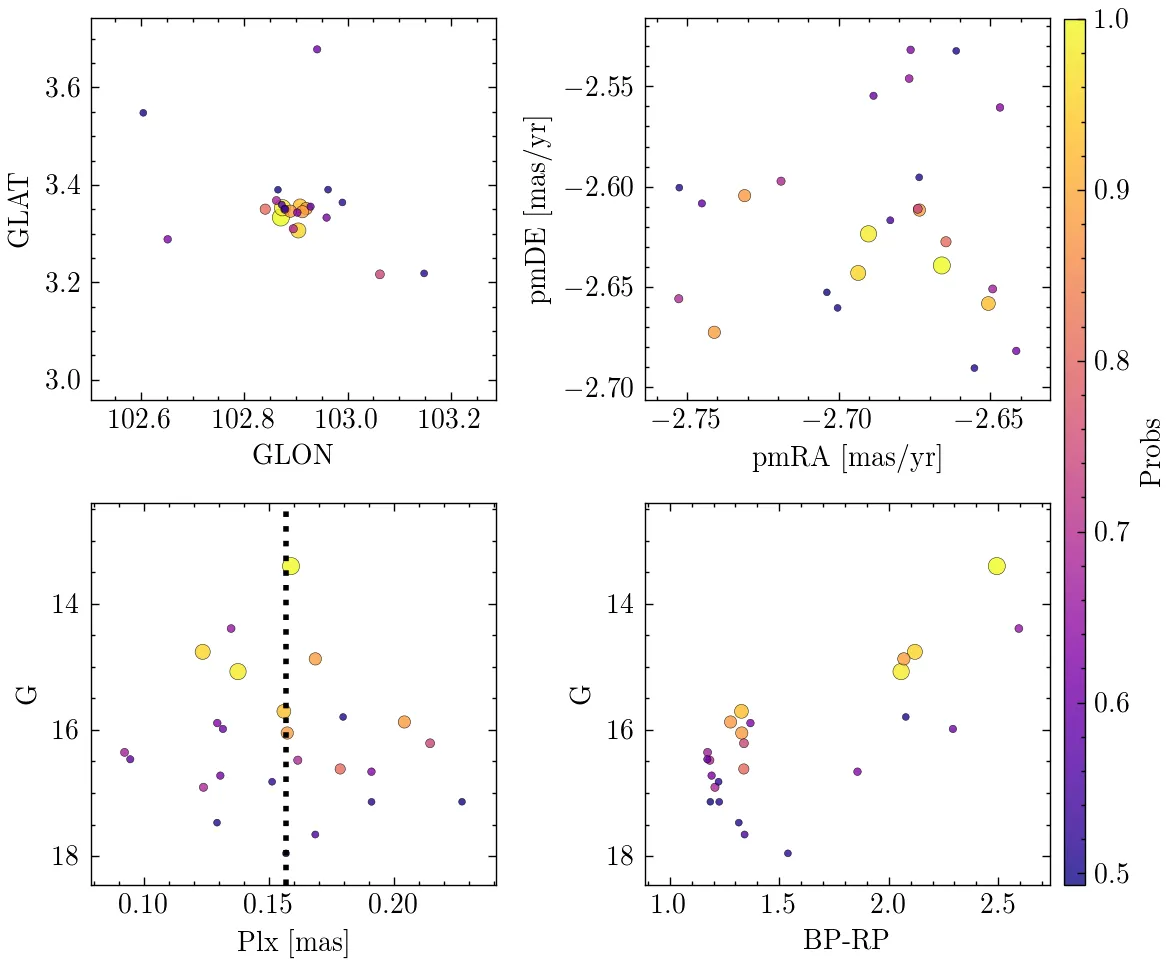 3.6
3.4
3.2
3.0
GLAT
102.6 102.8 103.0 103.2
GLON
−2.55
−2.60
−2.65
−2.70
pmDE [mas/yr]
−2.75 −2.70 −2.65
pmRA [mas/yr]
1.0
0.9
0.8
0.7
0.6
0.5
Probs
14
16
18
G
0.10 0.15 0.20
Plx [mas]
14
16
18
G
1.0 1.5 2.0 2.5
BP-RP